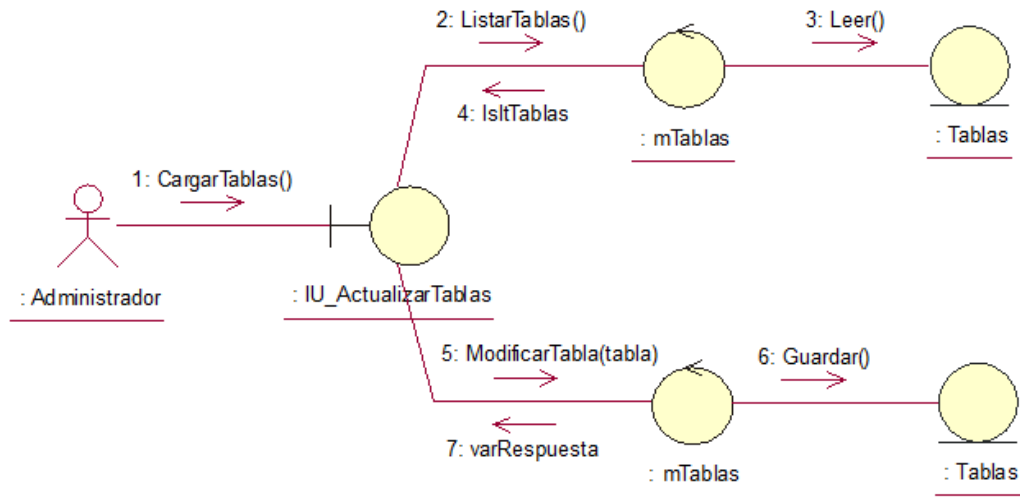 2: ListarTablas()
3: Leer()
4: lsltTablas
: mTablas
: Tablas
1: CargarTablas()
: Administrador
: IU_ActualizarTablas
5: ModificarTabla(tabla)
6: Guardar()
7: varRespuesta
: mTablas
: Tablas